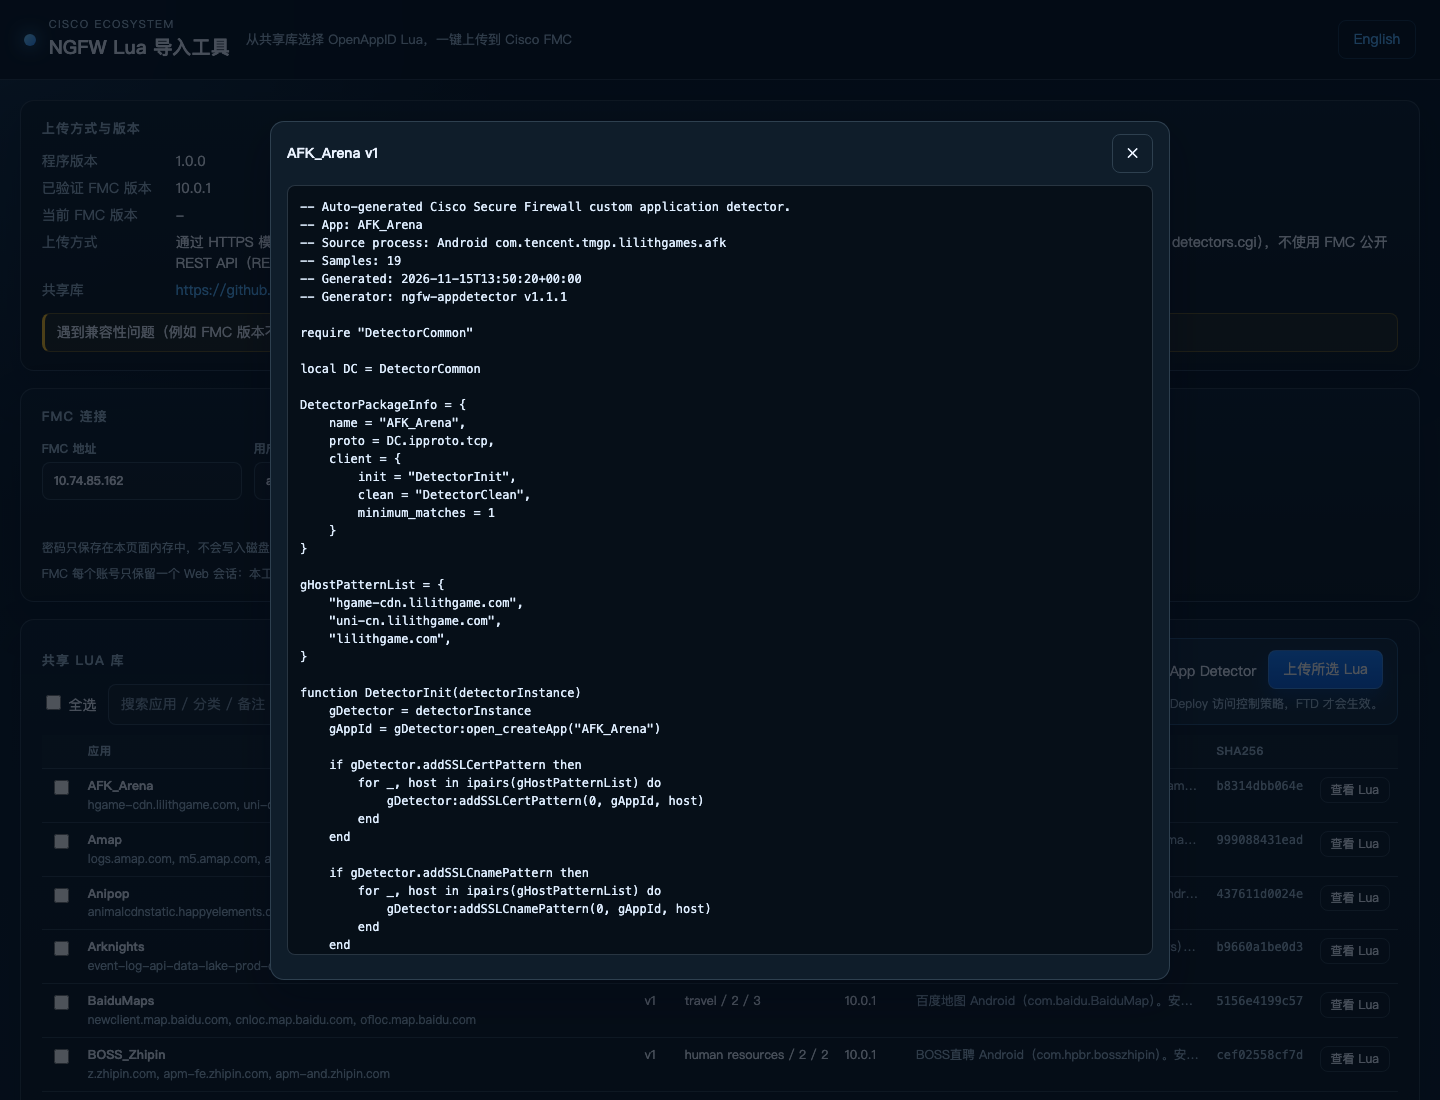 CISCO ECOSYSTEM
NGFW Lua 导入工具
从共享库选择 OpenAppID Lua，一键上传到 Cisco FMC
English
上传方式与版本
程序版本 1.0.0
已验证 FMC 版本 10.0.1
当前 FMC 版本 –
上传方式 通过 HTTPS 模
detectors.cgi），不使用 FMC 公开
REST API（RE
共享库 https://github.
遇到兼容性问题（例如 FMC 版本不
FMC 连接
FMC 地址
10.74.85.162
密码只保存在本页面内存中，不会写入磁盘
FMC 每个账号只保留一个 Web 会话：本工
AFK_Arena v1
×
-- Auto-generated Cisco Secure Firewall custom application detector.
-- App: AFK_Arena
-- Source process: Android com.tencent.tmgp.lilithgames.afk
-- Samples: 19
-- Generated: 2026-11-15T13:50:20+00:00
-- Generator: ngfw-appdetector v1.1.1
require "DetectorCommon"
local DC = DetectorCommon
DetectorPackageInfo = {
    name = "AFK_Arena",
    proto = DC.ipproto.tcp,
    client = {
        init = "DetectorInit",
        clean = "DetectorClean",
        minimum_matches = 1
    }
}
gHostPatternList = {
    "hgame-cdn.lilithgame.com",
    "uni-cn.lilithgame.com",
    "lilithgame.com",
}
function DetectorInit(detectorInstance)
    gDetector = detectorInstance
    gAppId = gDetector:open_createApp("AFK_Arena")
    if gDetector.addSSLCertPattern then
        for _, host in ipairs(gHostPatternList) do
            gDetector:addSSLCertPattern(0, gAppId, host)
        end
    end
    if gDetector.addSSLCnamePattern then
        for _, host in ipairs(gHostPatternList) do
            gDetector:addSSLCnamePattern(0, gAppId, host)
        end
    end
共享 LUA 库
App Detector 上传所选 Lua
全选 搜索应用 / 分类 / 备注
Deploy 访问控制策略，FTD 才会生效。
应用 SHA256
AFK_Arena am... b8314dbb064e 查看 Lua
hgame-cdn.lilithgame.com, uni-c
Amap ma... 999088431ead 查看 Lua
logs.amap.com, m5.amap.com, a
Anipop ndr... 437611d0024e 查看 Lua
animalcdnstatic.happyelements.c
Arknights s)... b9660a1be0d3 查看 Lua
event-log-api-data-lake-prod-
BaiduMaps v1 travel / 2 / 3 10.0.1 百度地图 Android（com.baidu.BaiduMap）。安... 5156e4199c57 查看 Lua
newclient.map.baidu.com, cnloc.map.baidu.com, ofloc.map.baidu.com
BOSS_Zhipin v1 human resources / 2 / 2 10.0.1 BOSS直聘 Android（com.hpbr.bosszhipin）。安... cef02558cf7d 查看 Lua
z.zhipin.com, apm-fe.zhipin.com, apm-and.zhipin.com